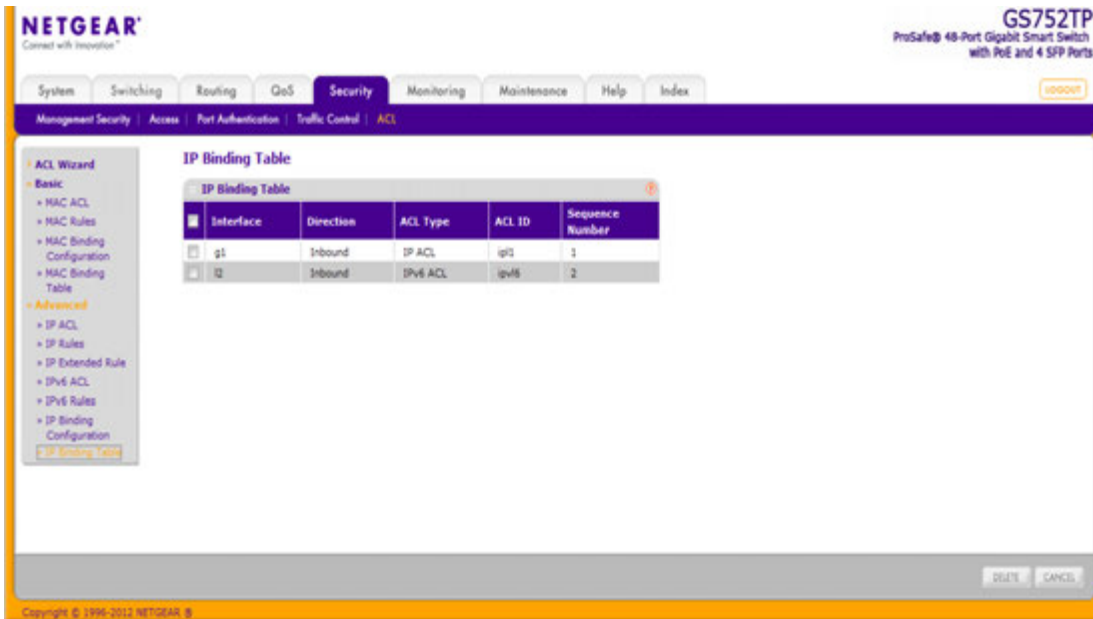 NETGEAR®
Connect with Innovation™
GS752TP
ProSafe® 48-Port Gigabit Smart Switch
with PoE and 4 SFP Ports
System Switching Routing QoS Security Monitoring Maintenance Help Index
LOGOUT
Management Security | Access | Port Authentication | Traffic Control | ACL
ACL Wizard
Basic
» MAC ACL
» MAC Rules
» MAC Binding
Configuration
» MAC Binding
Table
Advanced
» IP ACL
» IP Rules
» IP Extended Rule
» IPv6 ACL
» IPv6 Rules
» IP Binding
Configuration
» IP Binding Table
IP Binding Table
IP Binding Table
Interface Direction ACL Type ACL ID Sequence
Number
g1 Inbound IP ACL ipl1 1
l2 Inbound IPv6 ACL ipvl6 2
DELETE CANCEL
Copyright © 1996-2012 NETGEAR ®